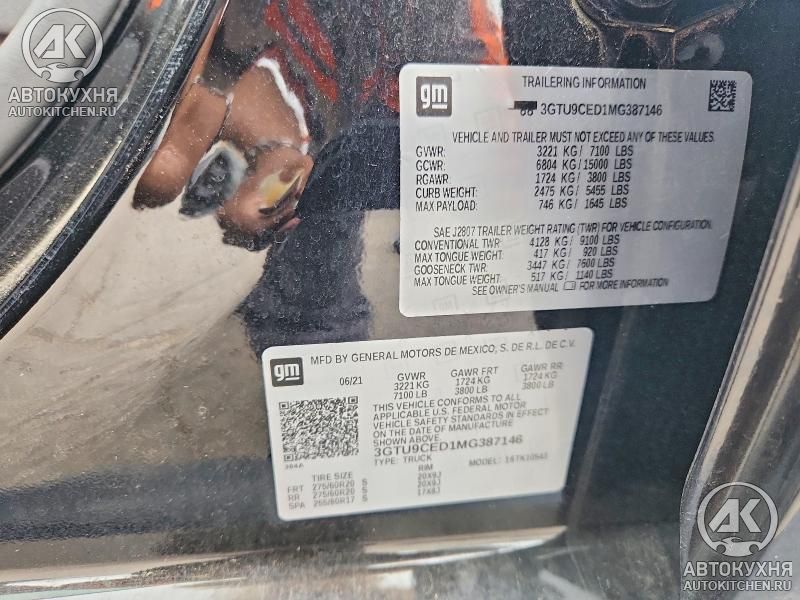 АК
АВТОКУХНЯ
AUTOKITCHEN.RU
gm
TRAILERING INFORMATION
3GTU9CED1MG387146
VEHICLE AND TRAILER MUST NOT EXCEED ANY OF THESE VALUES.
GVWR: 3221 KG/ 7100 LBS
GCWR: 6804 KG/15000 LBS
RGAWR: 1724 KG/ 3800 LBS
CURB WEIGHT: 2475 KG/ 5455 LBS
MAX PAYLOAD: 746 KG/ 1645 LBS
SAE J2807 TRAILER WEIGHT RATING (TWR) FOR VEHICLE CONFIGURATION.
CONVENTIONAL TWR: 4128 KG/ 9100 LBS
MAX TONGUE WEIGHT: 417 KG/ 920 LBS
GOOSENECK TWR: 3447 KG/ 7600 LBS
MAX TONGUE WEIGHT: 517 KG/ 1140 LBS
SEE OWNER'S MANUAL FOR MORE INFORMATION
gm
MFD BY GENERAL MOTORS DE MEXICO, S. DE R.L. DE C.V.
06/21 GVWR GAWR FRT GAWR RR
3221 KG 1724 KG 1724 KG
7100 LB 3800 LB 3800 LB
THIS VEHICLE CONFORMS TO ALL
APPLICABLE U.S. FEDERAL MOTOR
VEHICLE SAFETY STANDARDS IN EFFECT
ON THE DATE OF MANUFACTURE
SHOWN ABOVE.
3GTU9CED1MG387146
TYPE: TRUCK MODEL: 16TK10543
TIRE SIZE RIM
FRT 275/60R20 S 20X9J
RR 275/60R20 S 20X9J
SPA 255/80R17 S 17X8J
АК
АВТОКУХНЯ
AUTOKITCHEN.RU